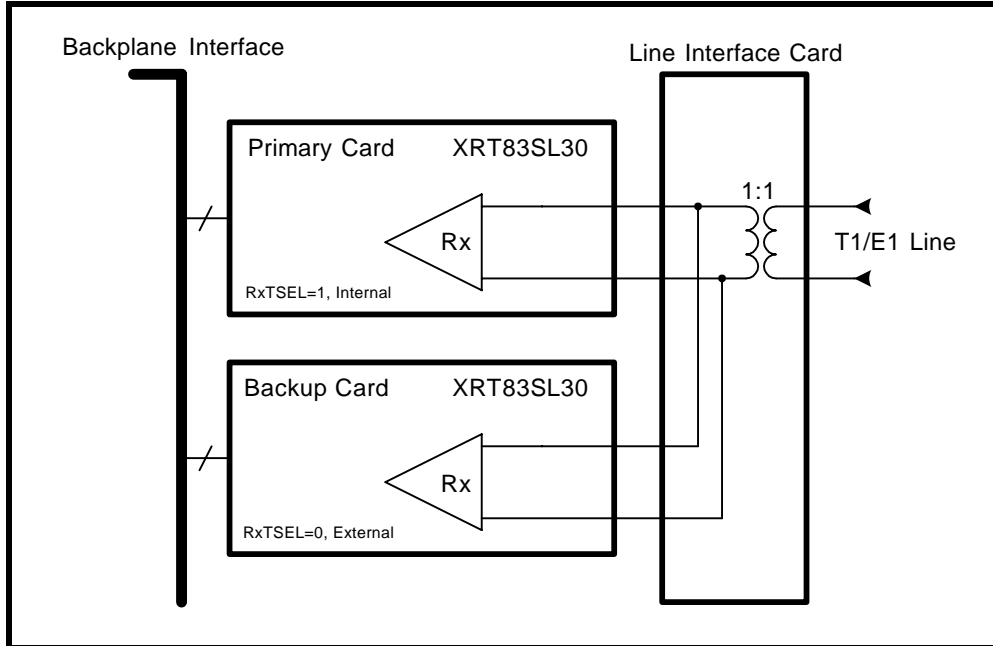 Backplane Interface
Line Interface Card
Primary Card XRT83SL30
Rx
RxTSEL=1, Internal
1:1
T1/E1 Line
Backup Card XRT83SL30
Rx
RxTSEL=0, External